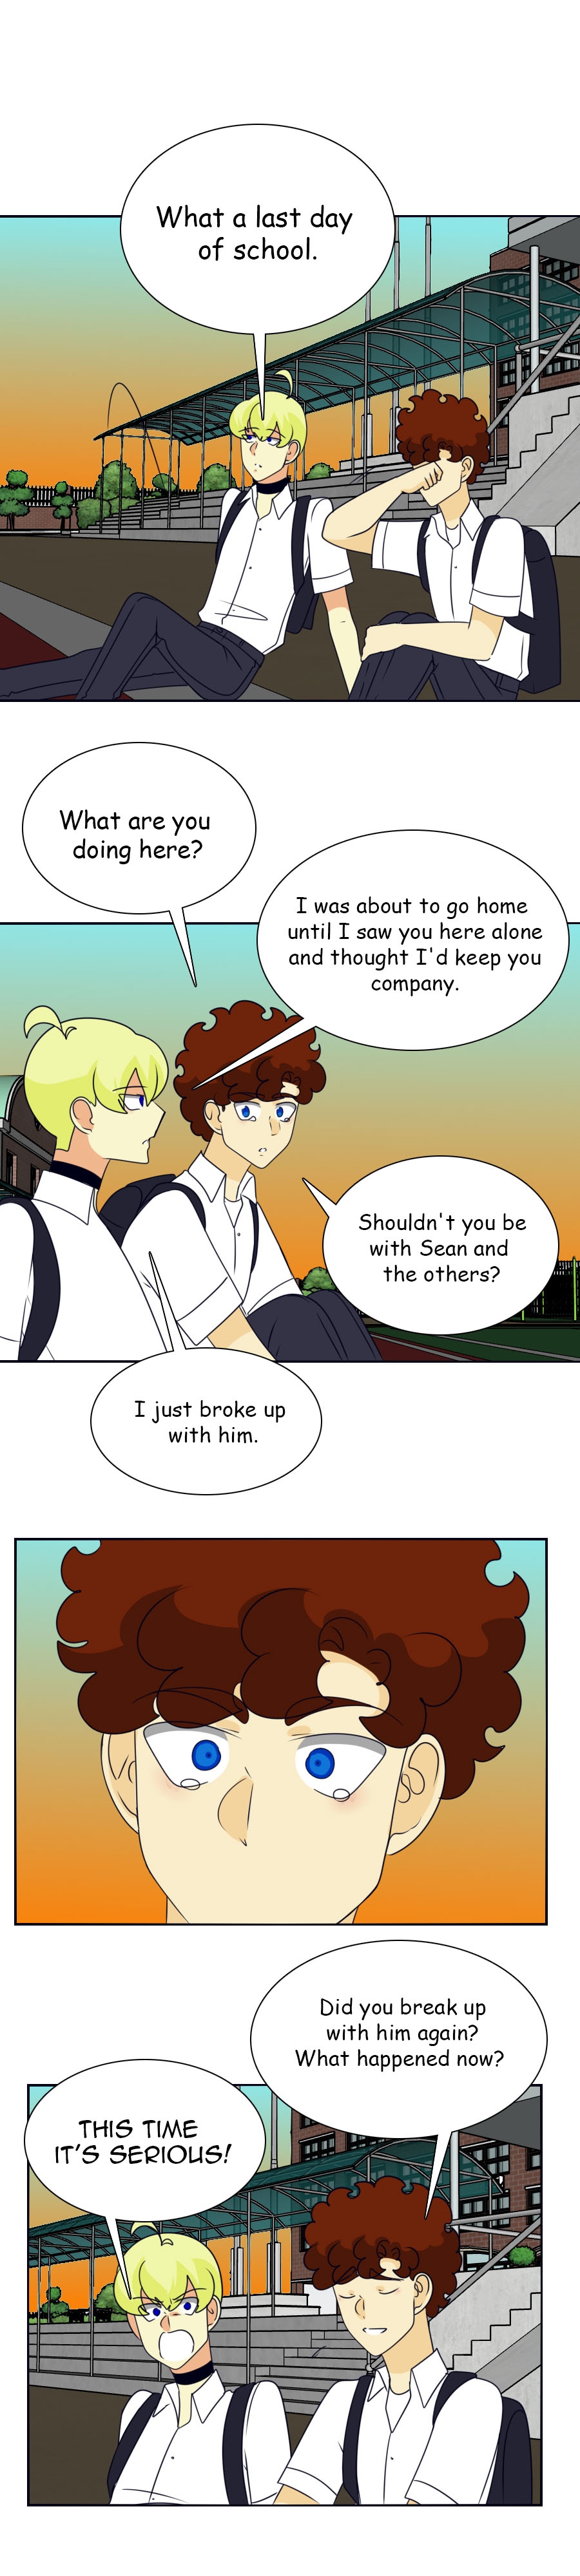 What a last day
of school.
What are you
doing here?
I was about to go home
until I saw you here alone
and thought I'd keep you
company.
Shouldn't you be
with Sean and
the others?
I just broke up
with him.
Did you break up
with him again?
What happened now?
THIS TIME
IT'S SERIOUS!